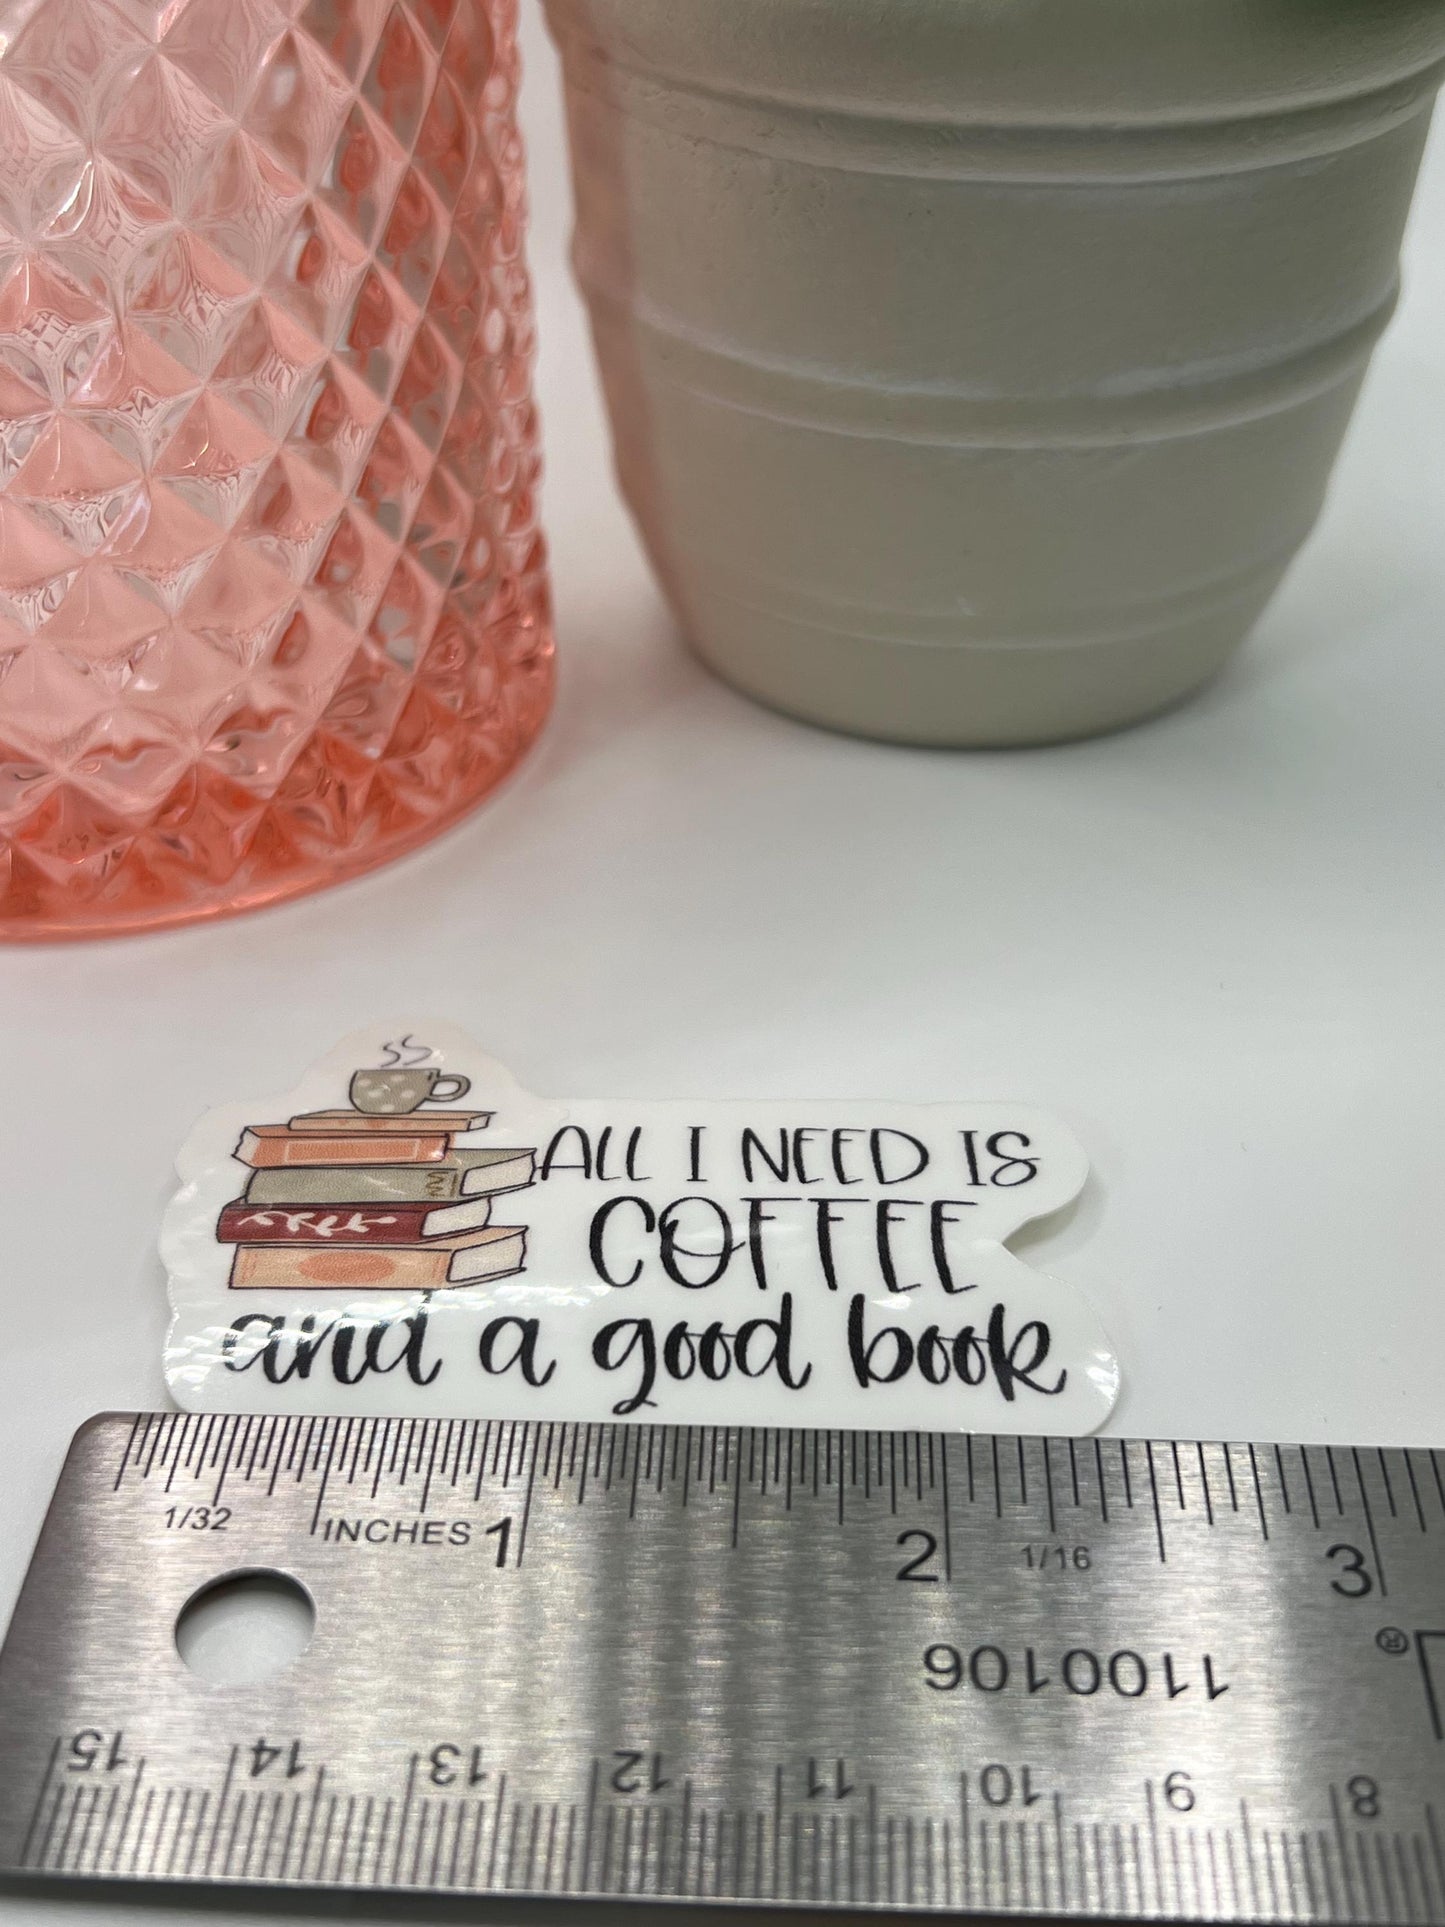 ALL I NEED IS
COFFEE
and a good book
1/32
INCHES 1
2
1/16
3
®
1100106
15 14 13 12 11 10 9 8